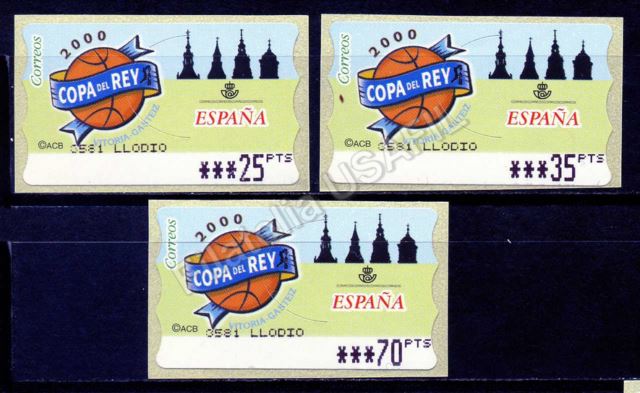 Correos
2000
COPA DEL REY
VITORIA-GASTEIZ
ESPAÑA
©ACB
0581 LLODIO
***25 PTS
Correos
2000
COPA DEL REY
VITORIA-GASTEIZ
ESPAÑA
©ACB
0581 LLODIO
***35 PTS
Correos
2000
COPA DEL REY
VITORIA-GASTEIZ
ESPAÑA
©ACB
0581 LLODIO
***70 PTS